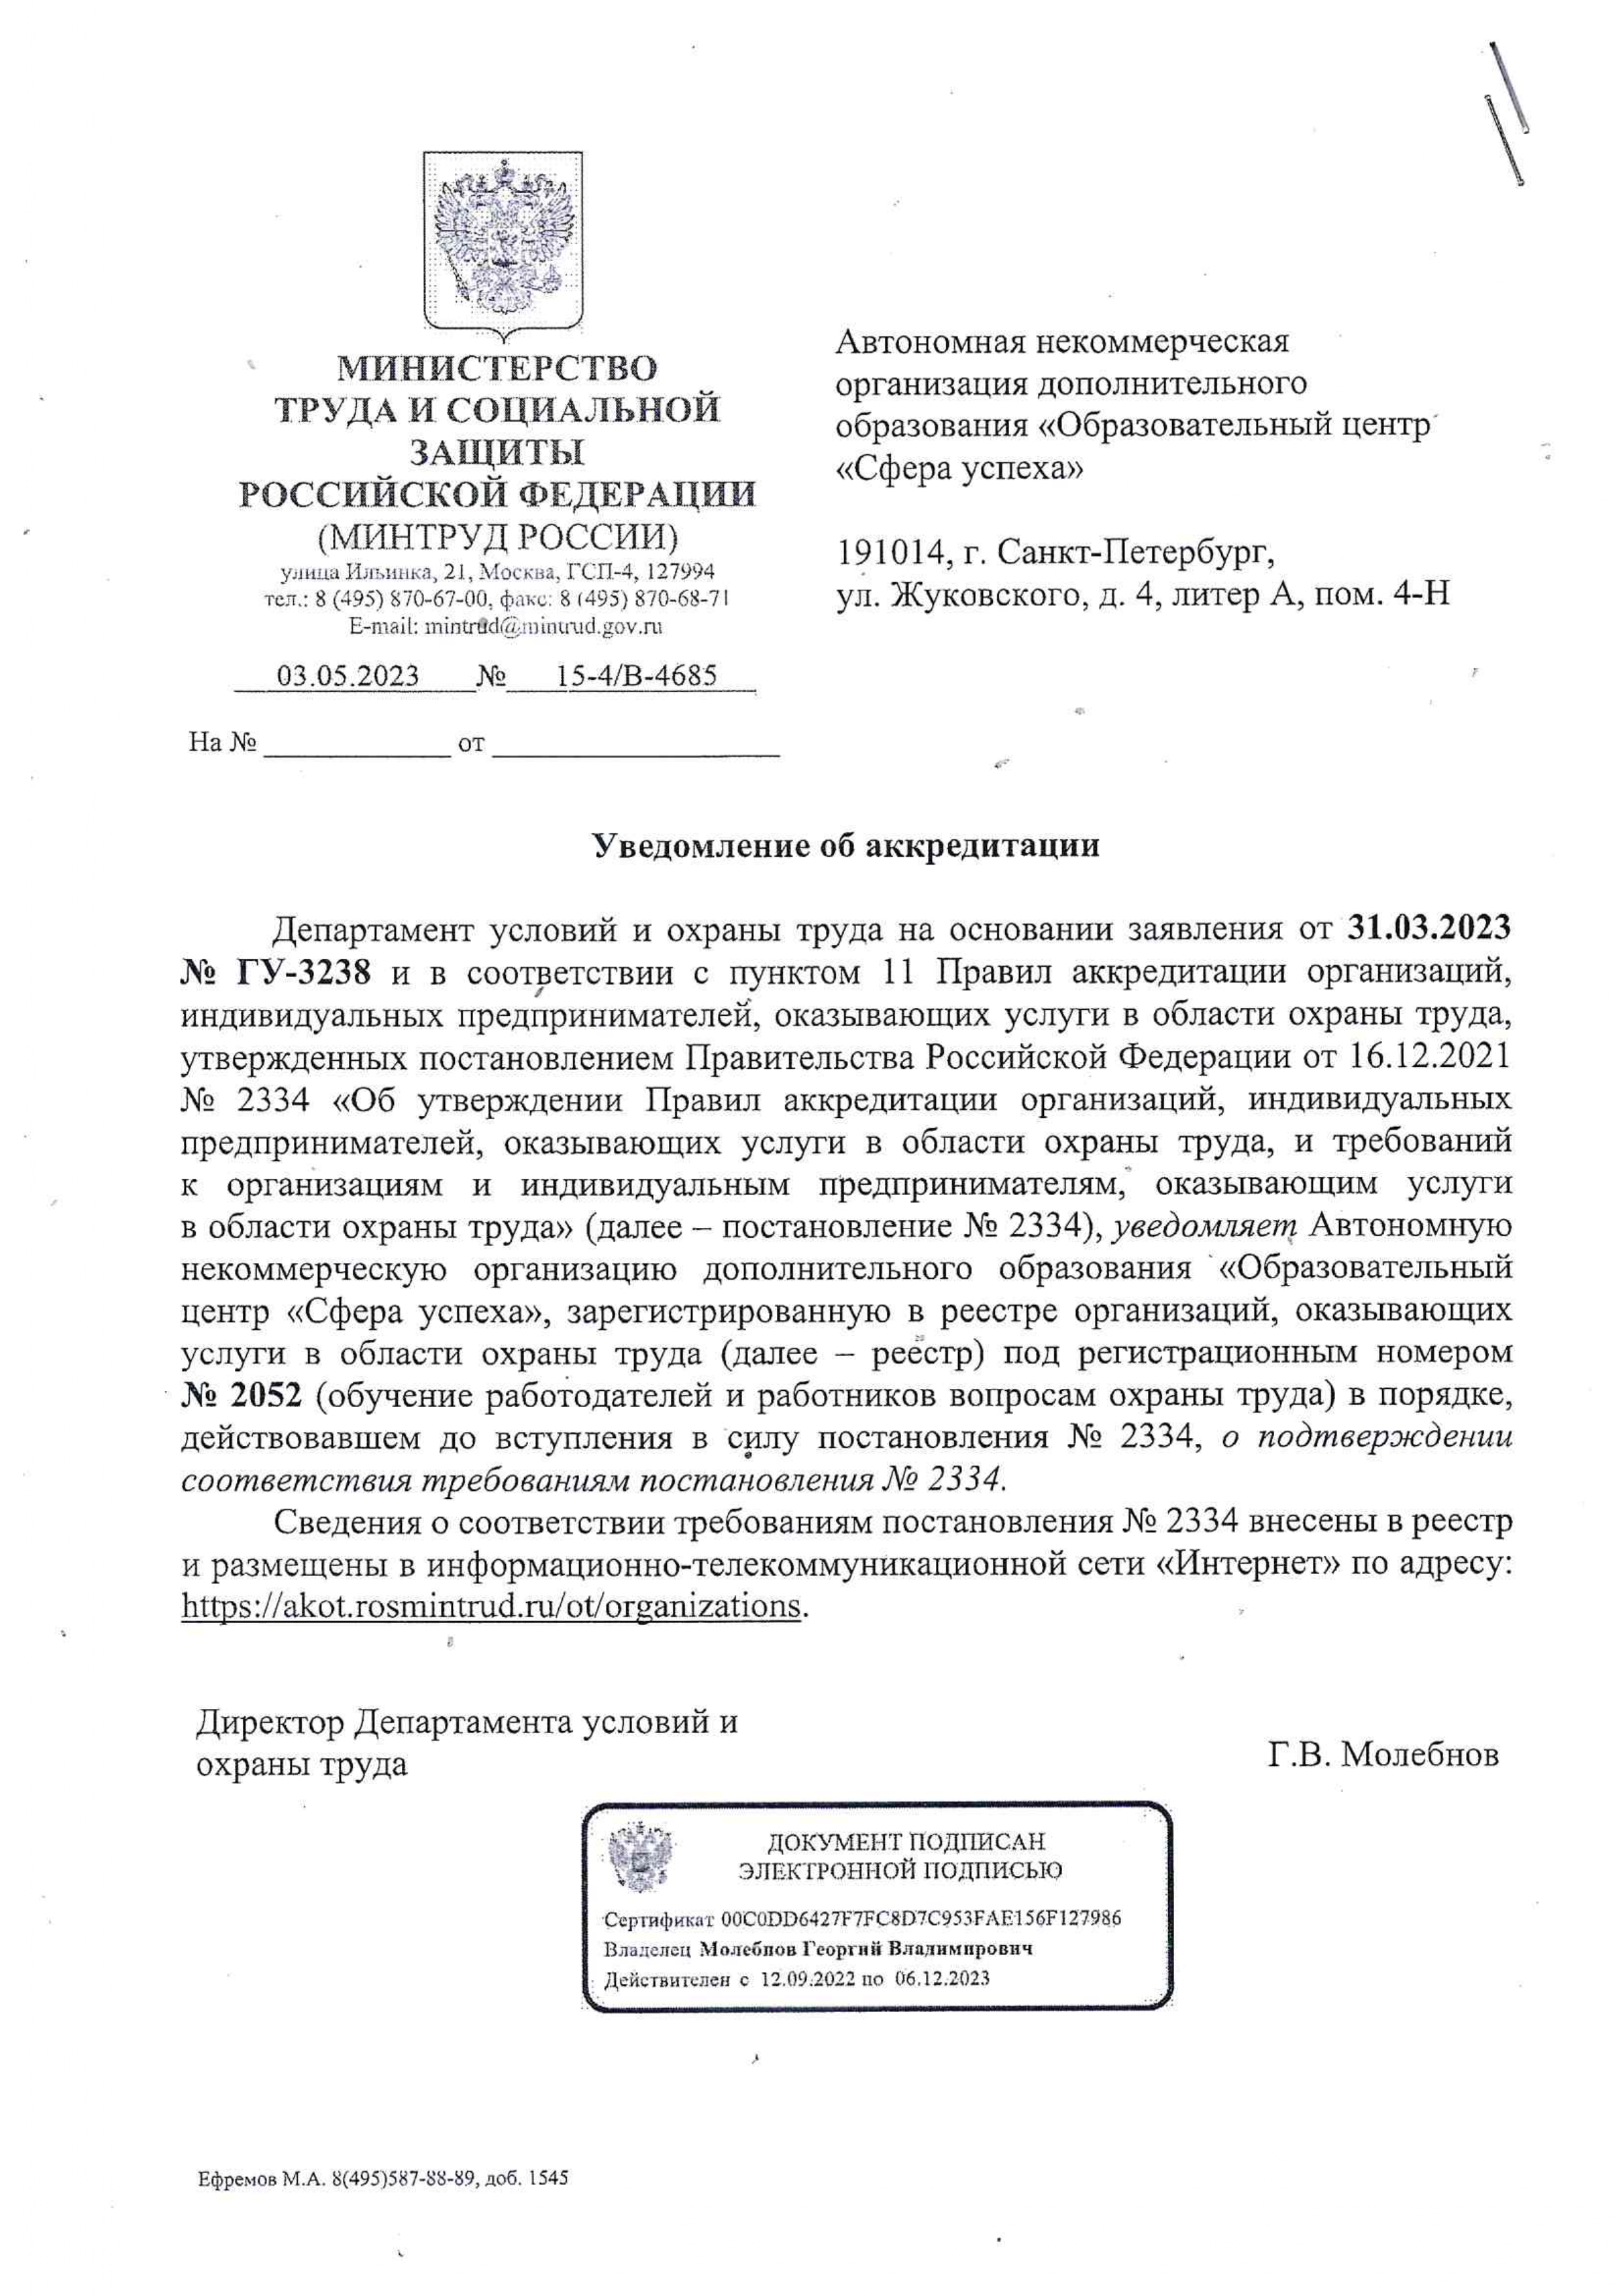 МИНИСТЕРСТВО
ТРУДА И СОЦИАЛЬНОЙ
ЗАЩИТЫ
РОССИЙСКОЙ ФЕДЕРАЦИИ
(МИНТРУД РОССИИ)
улица Ильинка, 21, Москва, ГСП-4, 127994
тел.: 8 (495) 870-67-00, факс: 8 (495) 870-68-71
E-mail: mintrud@mintrud.gov.ru
03.05.2023 № 15-4/В-4685
На № от
Автономная некоммерческая
организация дополнительного
образования «Образовательный центр
«Сфера успеха»
191014, г. Санкт-Петербург,
ул. Жуковского, д. 4, литер А, пом. 4-Н
Уведомление об аккредитации
Департамент условий и охраны труда на основании заявления от 31.03.2023
№ ГУ-3238 и в соответствии с пунктом 11 Правил аккредитации организаций,
индивидуальных предпринимателей, оказывающих услуги в области охраны труда,
утвержденных постановлением Правительства Российской Федерации от 16.12.2021
№ 2334 «Об утверждении Правил аккредитации организаций, индивидуальных
предпринимателей, оказывающих услуги в области охраны труда, и требований
к организациям и индивидуальным предпринимателям, оказывающим услуги
в области охраны труда» (далее – постановление № 2334), уведомляет Автономную
некоммерческую организацию дополнительного образования «Образовательный
центр «Сфера успеха», зарегистрированную в реестре организаций, оказывающих
услуги в области охраны труда (далее – реестр) под регистрационным номером
№ 2052 (обучение работодателей и работников вопросам охраны труда) в порядке,
действовавшем до вступления в силу постановления № 2334, о подтверждении
соответствия требованиям постановления № 2334.
Сведения о соответствии требованиям постановления № 2334 внесены в реестр
и размещены в информационно-телекоммуникационной сети «Интернет» по адресу:
https://akot.rosmintrud.ru/ot/organizations.
Директор Департамента условий и
охраны труда
Г.В. Молебнов
ДОКУМЕНТ ПОДПИСАН
ЭЛЕКТРОННОЙ ПОДПИСЬЮ
Сертификат 00C0DD6427F7FC8D7C953FAE156F127986
Владелец Молебнов Георгий Владимирович
Действителен с 12.09.2022 по 06.12.2023
Ефремов М.А. 8(495)587-88-89, доб. 1545